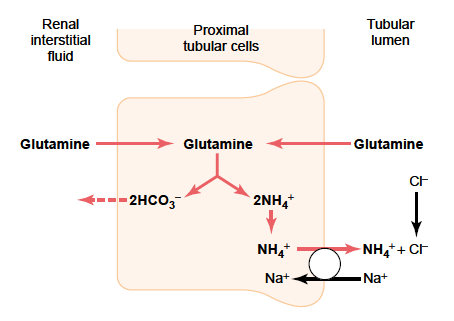 Renal
interstitial
fluid
Proximal
tubular cells
Tubular
lumen
Glutamine
Glutamine
Glutamine
Cl⁻
2HCO₃⁻
2NH₄⁺
NH₄⁺
NH₄⁺ + Cl⁻
Na⁺
Na⁺